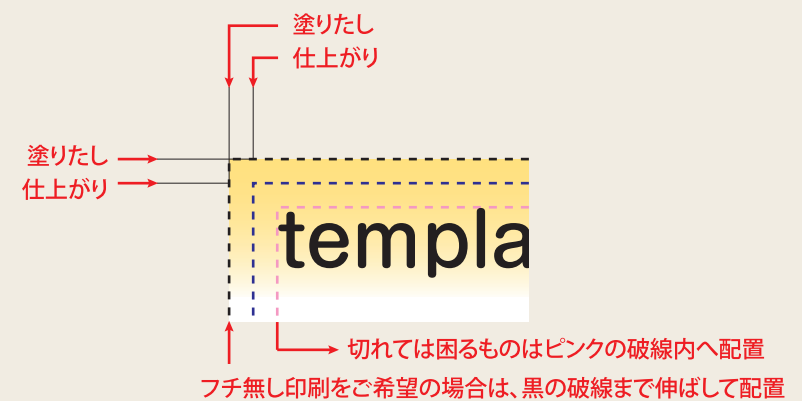 塗りたし
仕上がり
塗りたし
仕上がり
templa
切れては困るものはピンクの破線内へ配置
フチ無し印刷をご希望の場合は、黒の破線まで伸ばして配置